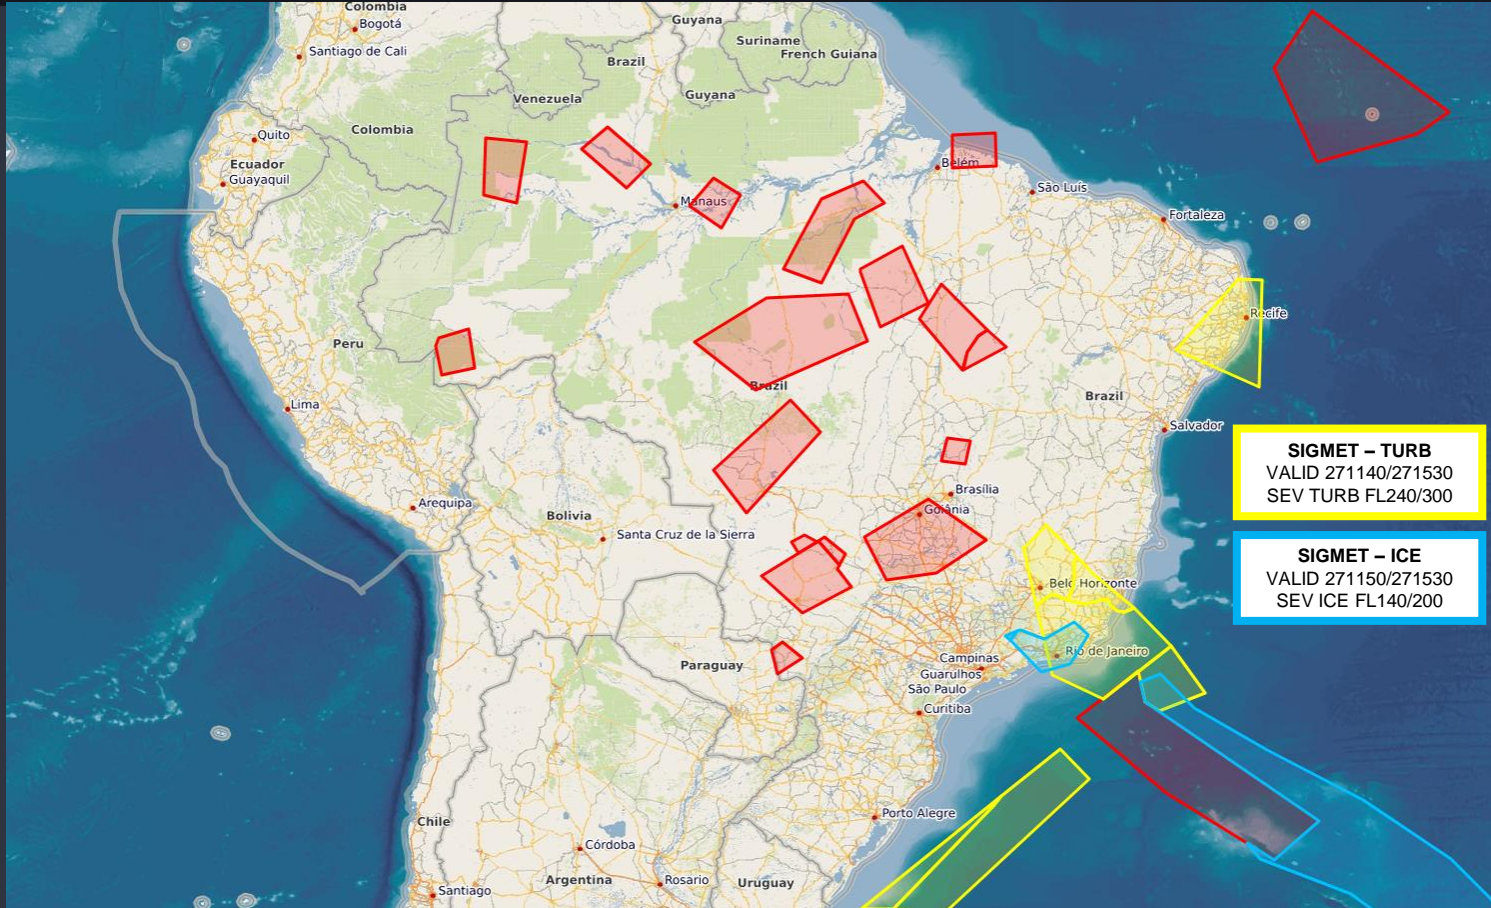 Colombia
Bogotá
Santiago de Cali
Guyana
Suriname
French Guiana
Brazil
Venezuela
Guyana
Colombia
Quito
Ecuador
Guayaquil
Belém
Manaus
São Luís
Fortaleza
Recife
Peru
Brazil
Brazil
Lima
Salvador
SIGMET – TURB
VALID 271140/271530
SEV TURB FL240/300
Arequipa
Brasília
Goiânia
Bolivia
Santa Cruz de la Sierra
SIGMET – ICE
VALID 271150/271530
SEV ICE FL140/200
Belo Horizonte
Rio de Janeiro
Campinas
Paraguay
Guarulhos
São Paulo
Curitiba
Porto Alegre
Chile
Córdoba
Argentina
Rosario
Uruguay
Santiago